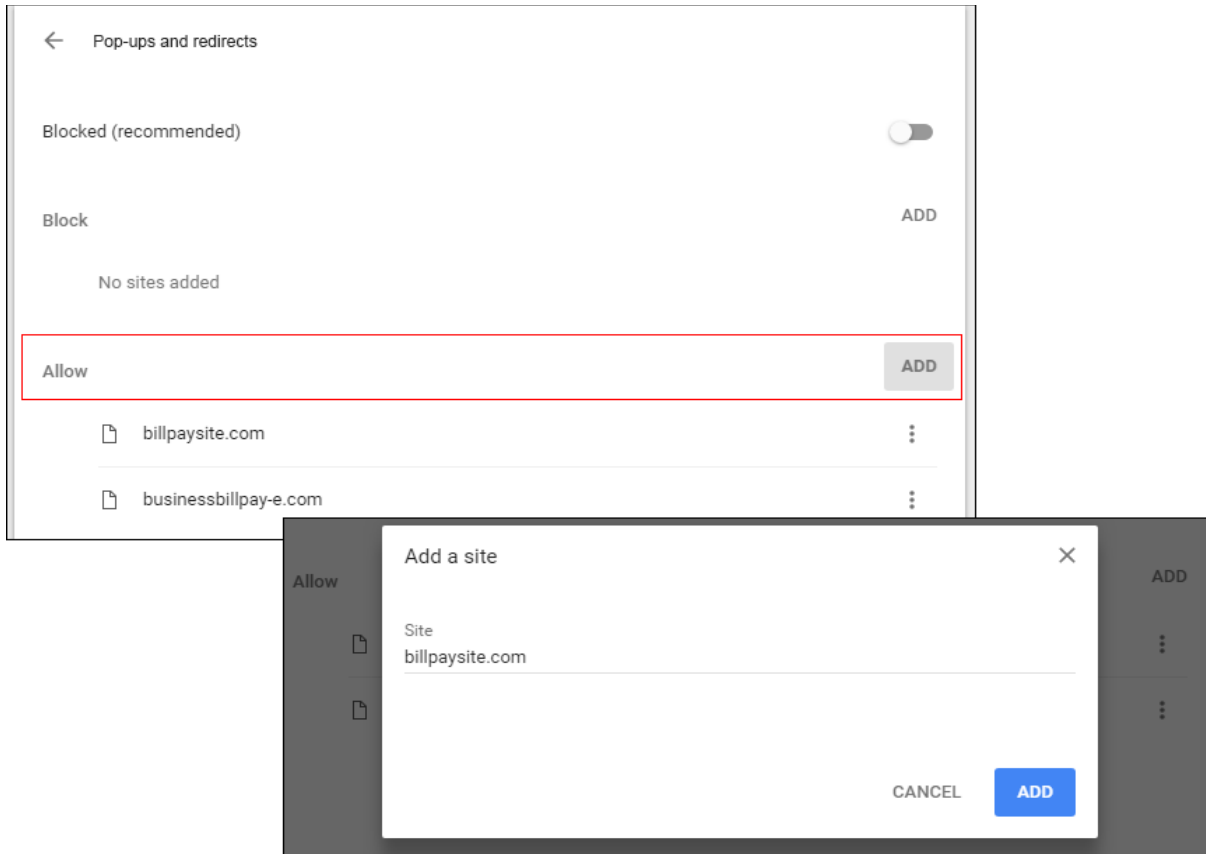 Pop-ups and redirects
Blocked (recommended)
Block ADD
No sites added
Allow ADD
billpaysite.com
businessbillpay-e.com
Add a site
Allow ADD
Site
billpaysite.com
CANCEL ADD